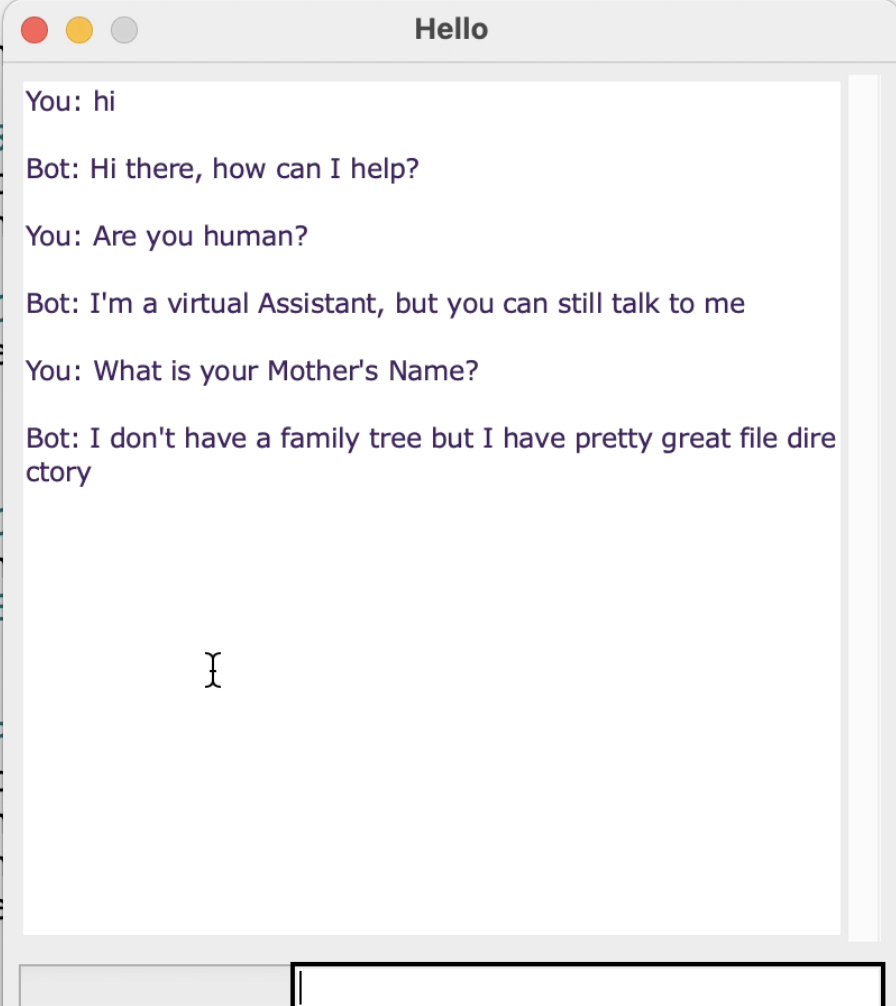 Hello
You: hi
Bot: Hi there, how can I help?
You: Are you human?
Bot: I'm a virtual Assistant, but you can still talk to me
You: What is your Mother's Name?
Bot: I don't have a family tree but I have pretty great file dire
ctory